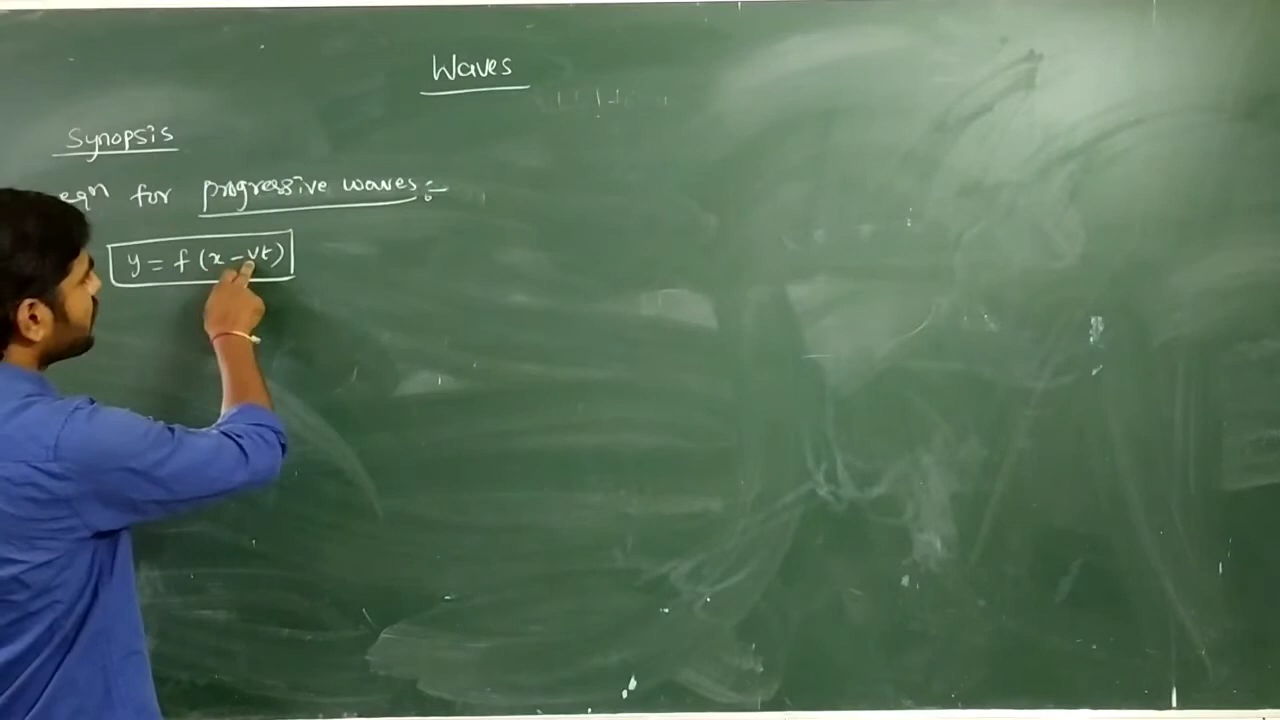 Waves
Synopsis
eqn for progressive waves:-
y = f (x - vt)